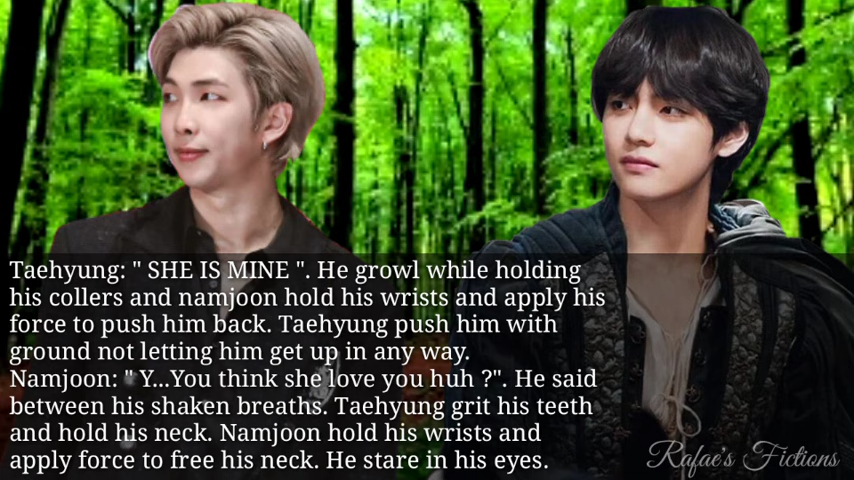 Taehyung: " SHE IS MINE ". He growl while holding
his collers and namjoon hold his wrists and apply his
force to push him back. Taehyung push him with
ground not letting him get up in any way.
Namjoon: " Y...You think she love you huh ?". He said
between his shaken breaths. Taehyung grit his teeth
and hold his neck. Namjoon hold his wrists and
apply force to free his neck. He stare in his eyes.
Rafae's Fictions